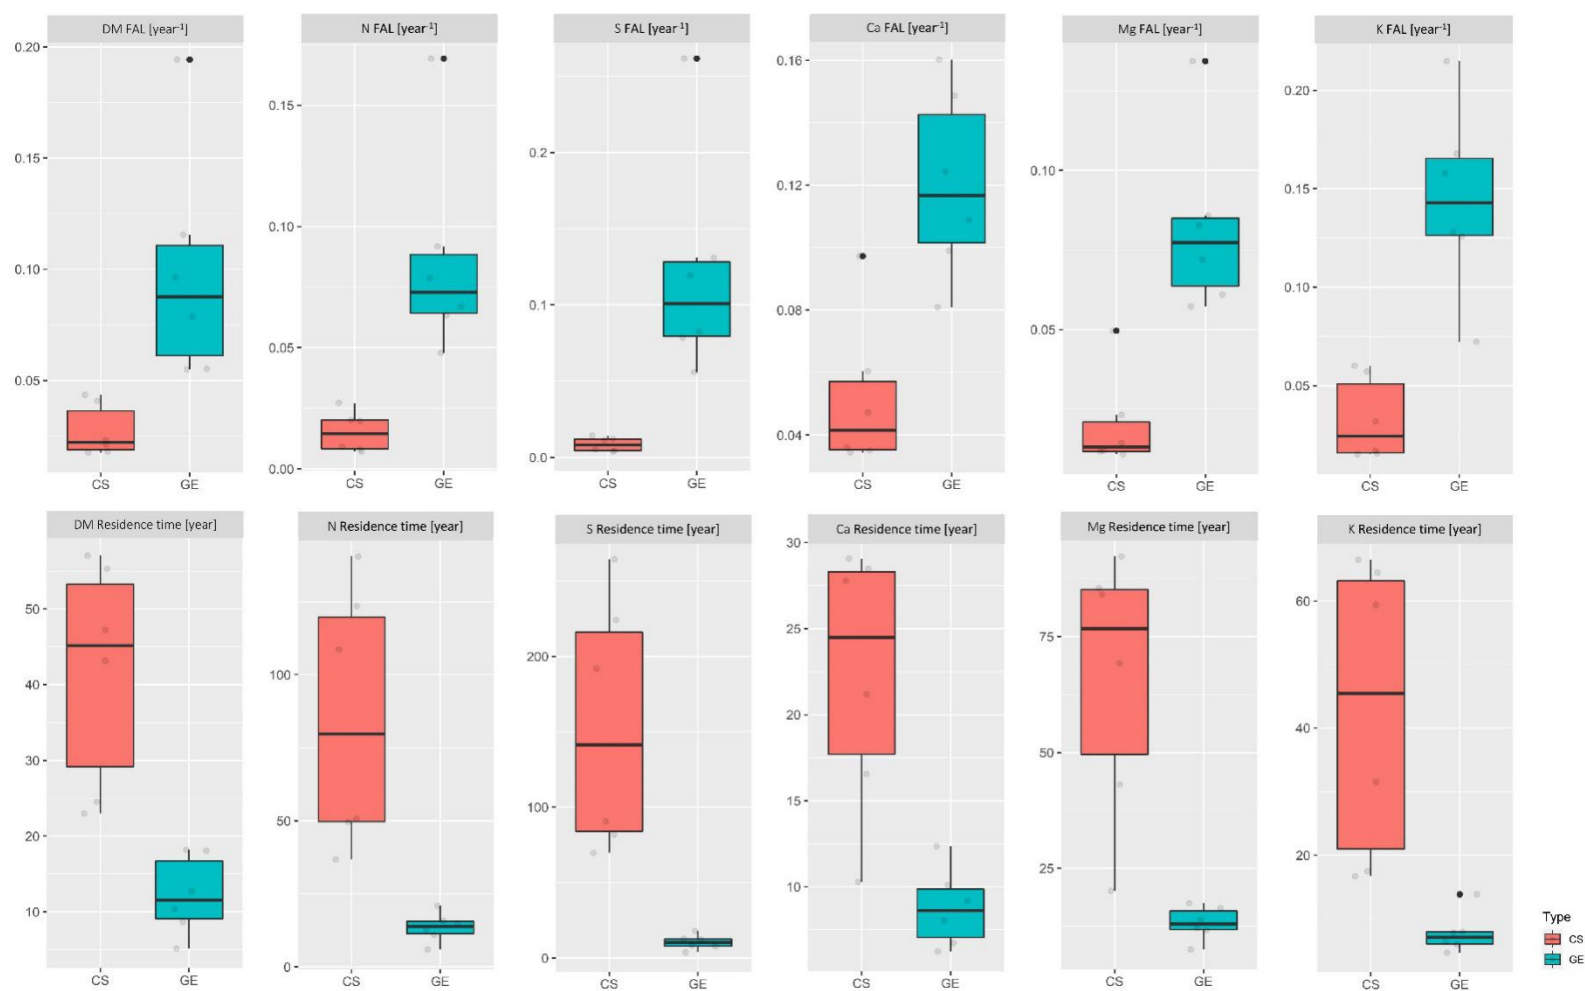 DM FAL [year⁻¹]
0.20
0.15
0.10
0.05
CS GE
N FAL [year⁻¹]
0.15
0.10
0.05
0.00
CS GE
S FAL [year⁻¹]
0.2
0.1
0.0
CS GE
Ca FAL [year⁻¹]
0.16
0.12
0.08
0.04
CS GE
Mg FAL [year⁻¹]
0.10
0.05
CS GE
K FAL [year⁻¹]
0.20
0.15
0.10
0.05
CS GE
DM Residence time [year]
50
40
30
20
10
CS GE
N Residence time [year]
100
50
0
CS GE
S Residence time [year]
200
100
0
CS GE
Ca Residence time [year]
30
25
20
15
10
CS GE
Mg Residence time [year]
75
50
25
CS GE
K Residence time [year]
60
40
20
CS GE
Type
CS
GE